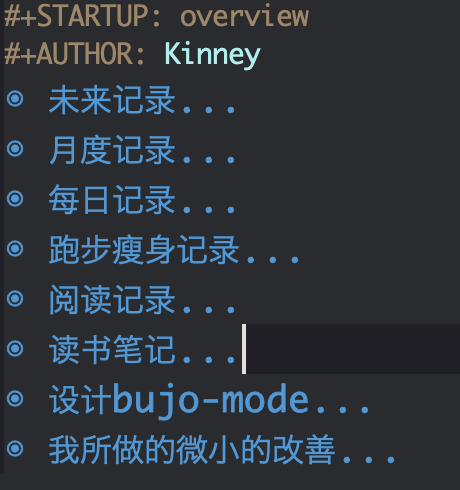 #+STARTUP: overview
#+AUTHOR: Kinney
◉ 未来记录...
◉ 月度记录...
◉ 每日记录...
◉ 跑步瘦身记录...
◉ 阅读记录...
◉ 读书笔记...
◉ 设计bujo-mode...
◉ 我所做的微小的改善...